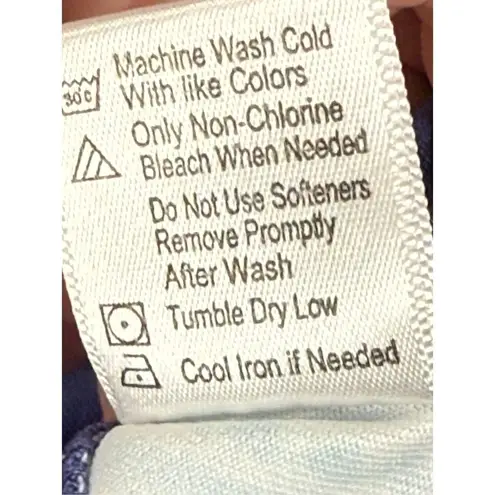 Machine Wash Cold
30°C With like Colors
Only Non-Chlorine
Bleach When Needed
Do Not Use Softeners
Remove Promptly
After Wash
Tumble Dry Low
Cool Iron if Needed